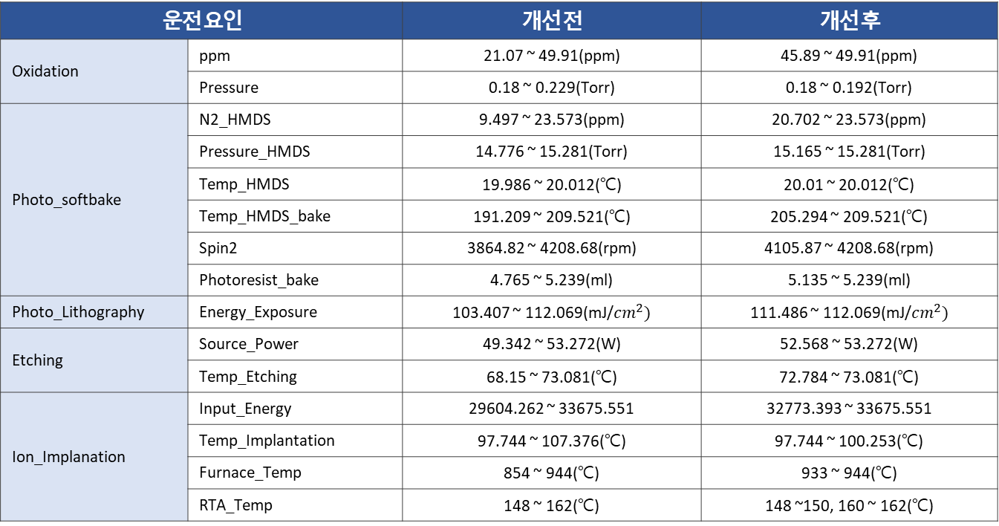 운전요인 개선전 개선후
Oxidation
ppm 21.07 ~ 49.91(ppm) 45.89 ~ 49.91(ppm)
Pressure 0.18 ~ 0.229(Torr) 0.18 ~ 0.192(Torr)
Photo_softbake
N2_HMDS 9.497 ~ 23.573(ppm) 20.702 ~ 23.573(ppm)
Pressure_HMDS 14.776 ~ 15.281(Torr) 15.165 ~ 15.281(Torr)
Temp_HMDS 19.986 ~ 20.012(℃) 20.01 ~ 20.012(℃)
Temp_HMDS_bake 191.209 ~ 209.521(℃) 205.294 ~ 209.521(℃)
Spin2 3864.82 ~ 4208.68(rpm) 4105.87 ~ 4208.68(rpm)
Photoresist_bake 4.765 ~ 5.239(ml) 5.135 ~ 5.239(ml)
Photo_Lithography Energy_Exposure 103.407 ~ 112.069(mJ/cm²) 111.486 ~ 112.069(mJ/cm²)
Etching
Source_Power 49.342 ~ 53.272(W) 52.568 ~ 53.272(W)
Temp_Etching 68.15 ~ 73.081(℃) 72.784 ~ 73.081(℃)
Ion_Implanation
Input_Energy 29604.262 ~ 33675.551 32773.393 ~ 33675.551
Temp_Implantation 97.744 ~ 107.376(℃) 97.744 ~ 100.253(℃)
Furnace_Temp 854 ~ 944(℃) 933 ~ 944(℃)
RTA_Temp 148 ~ 162(℃) 148 ~150, 160 ~ 162(℃)